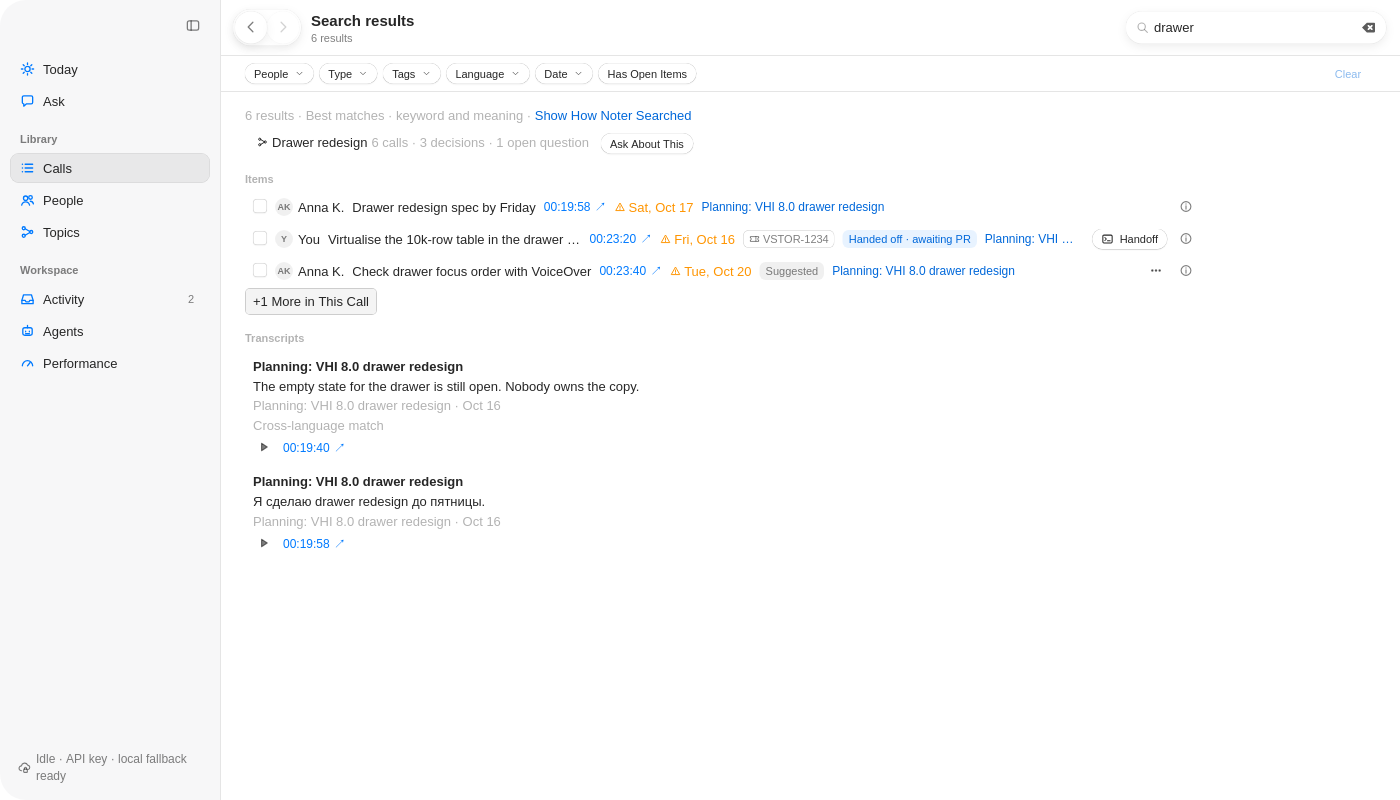 Search results
6 results
drawer
Today
Ask
Library
Calls
People
Topics
Workspace
Activity 2
Agents
Performance
Idle · API key · local fallback
ready
People Type Tags Language Date Has Open Items Clear
6 results · Best matches · keyword and meaning · Show How Noter Searched
Drawer redesign 6 calls · 3 decisions · 1 open question Ask About This
Items
AK Anna K. Drawer redesign spec by Friday 00:19:58 ↗ Sat, Oct 17 Planning: VHI 8.0 drawer redesign
Y You Virtualise the 10k-row table in the drawer … 00:23:20 ↗ Fri, Oct 16 VSTOR-1234 Handed off · awaiting PR Planning: VHI … Handoff
AK Anna K. Check drawer focus order with VoiceOver 00:23:40 ↗ Tue, Oct 20 Suggested Planning: VHI 8.0 drawer redesign
+1 More in This Call
Transcripts
Planning: VHI 8.0 drawer redesign
The empty state for the drawer is still open. Nobody owns the copy.
Planning: VHI 8.0 drawer redesign · Oct 16
Cross-language match
00:19:40 ↗
Planning: VHI 8.0 drawer redesign
Я сделаю drawer redesign до пятницы.
Planning: VHI 8.0 drawer redesign · Oct 16
00:19:58 ↗